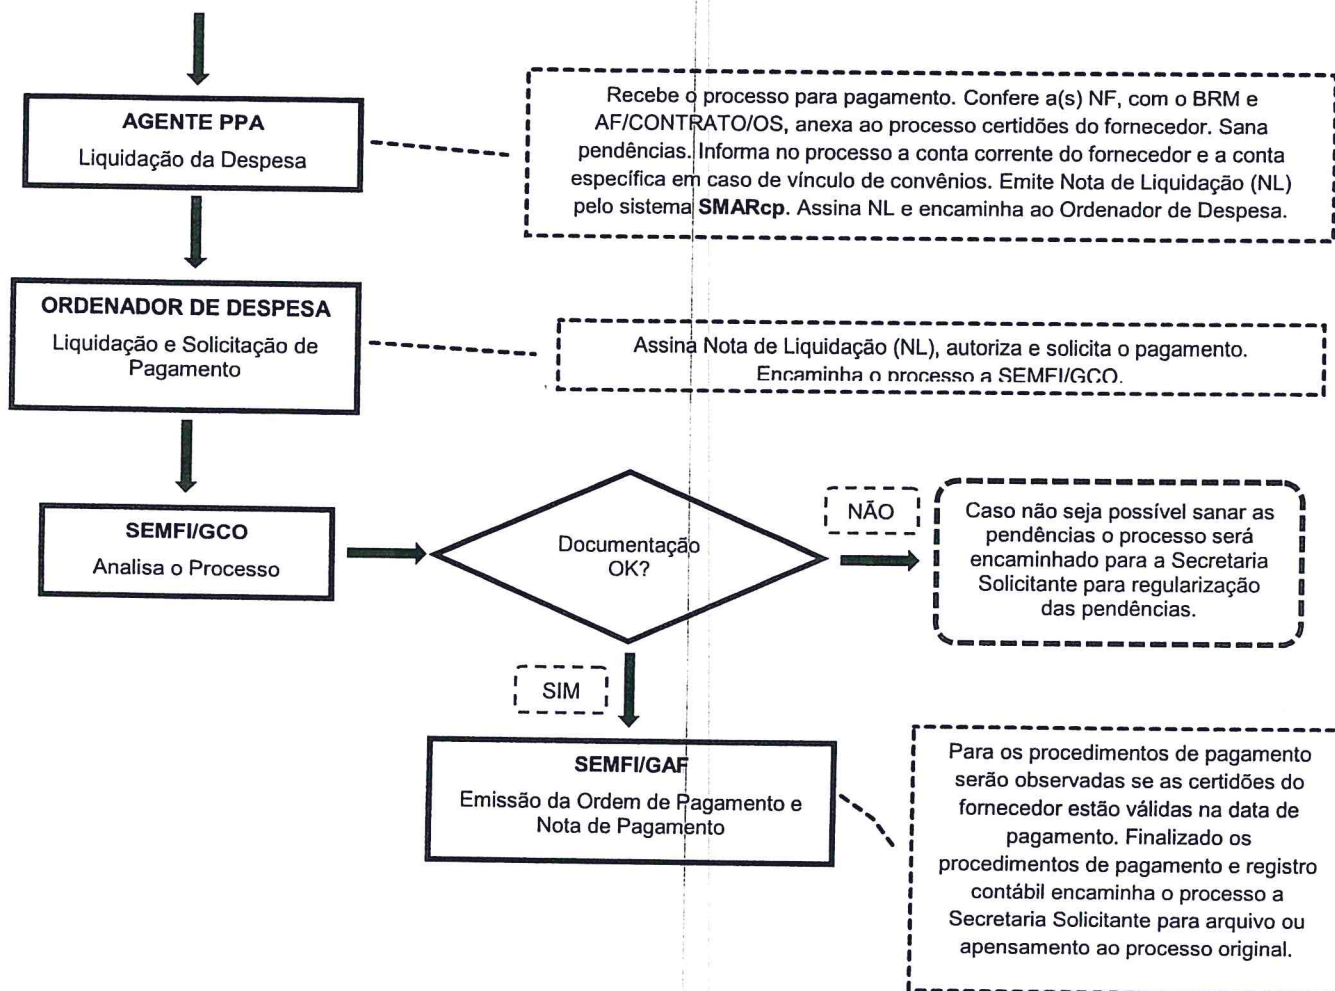 AGENTE PPA
Liquidação da Despesa
Recebe o processo para pagamento. Confere a(s) NF, com o BRM e
AF/CONTRATO/OS, anexa ao processo certidões do fornecedor. Sana
pendências. Informa no processo a conta corrente do fornecedor e a conta
específica em caso de vínculo de convênios. Emite Nota de Liquidação (NL)
pelo sistema SMARcp. Assina NL e encaminha ao Ordenador de Despesa.
ORDENADOR DE DESPESA
Liquidação e Solicitação de
Pagamento
Assina Nota de Liquidação (NL), autoriza e solicita o pagamento.
Encaminha o processo a SEMFI/GCO.
SEMFI/GCO
Analisa o Processo
Documentação
OK?
NÃO
Caso não seja possível sanar as
pendências o processo será
encaminhado para a Secretaria
Solicitante para regularização
das pendências.
SIM
SEMFI/GAF
Emissão da Ordem de Pagamento e
Nota de Pagamento
Para os procedimentos de pagamento
serão observadas se as certidões do
fornecedor estão válidas na data de
pagamento. Finalizado os
procedimentos de pagamento e registro
contábil encaminha o processo a
Secretaria Solicitante para arquivo ou
apensamento ao processo original.